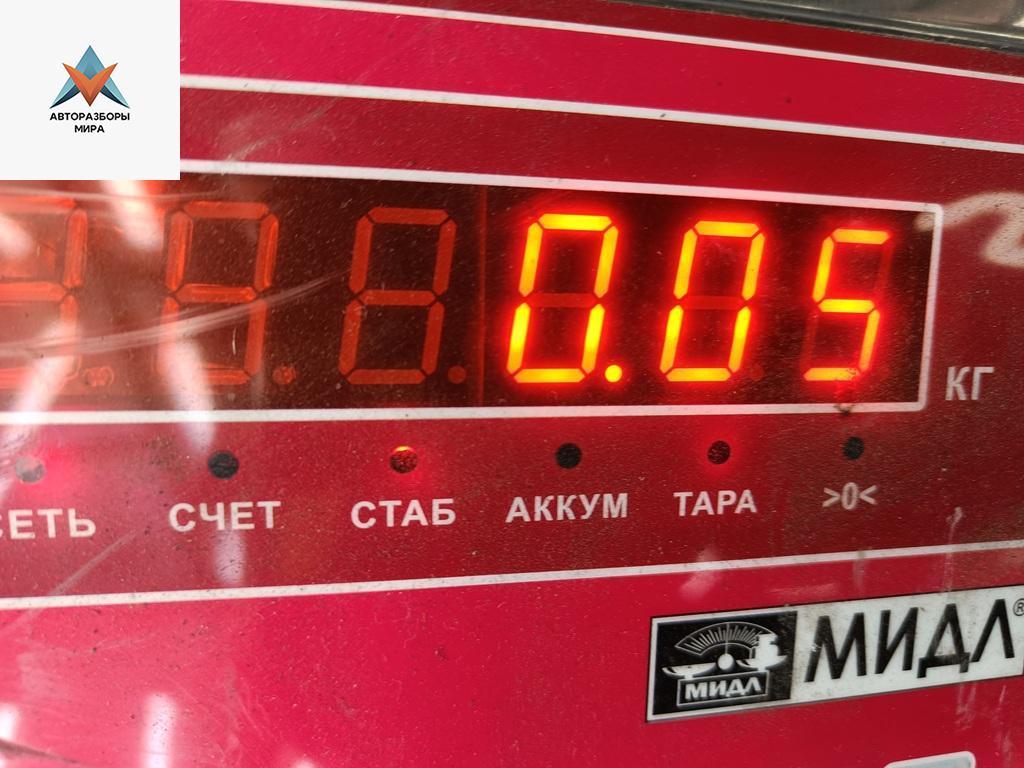 АВТОРАЗБОРЫ
МИРА
0.05
КГ
СЕТЬ СЧЕТ СТАБ АККУМ ТАРА >0<
МИДЛ МИДЛ®